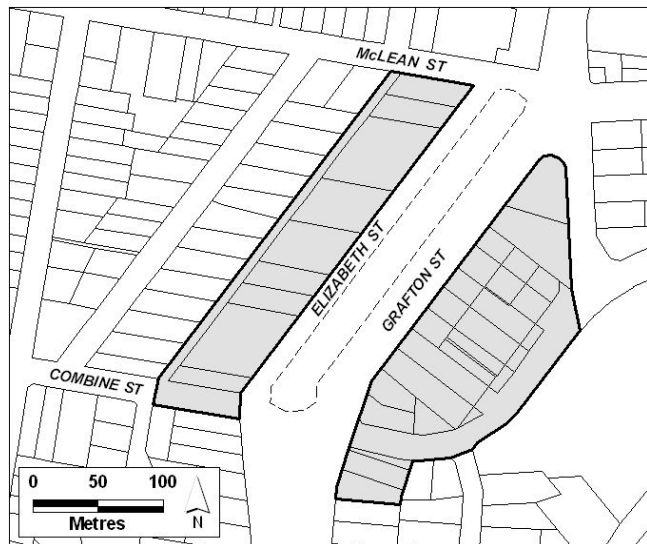 McLEAN ST
ELIZABETH ST
GRAFTON ST
COMBINE ST
0 50 100
Metres
N